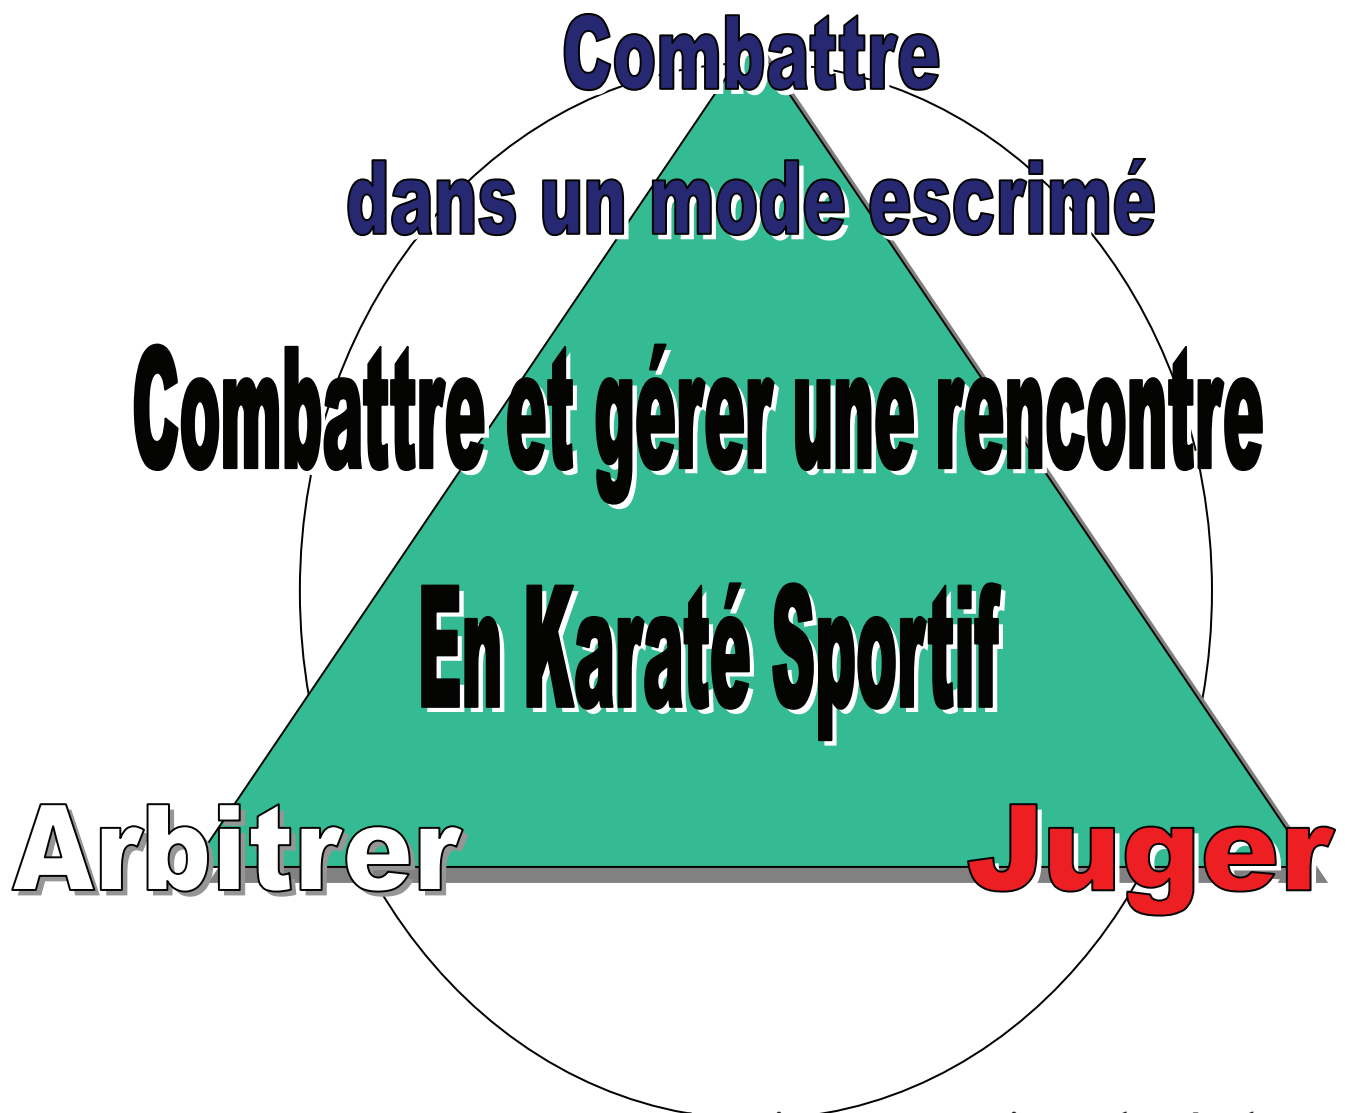 Combattre
dans un mode escrimé
Combattre et gérer une rencontre
En Karaté Sportif
Arbitrer
Juger